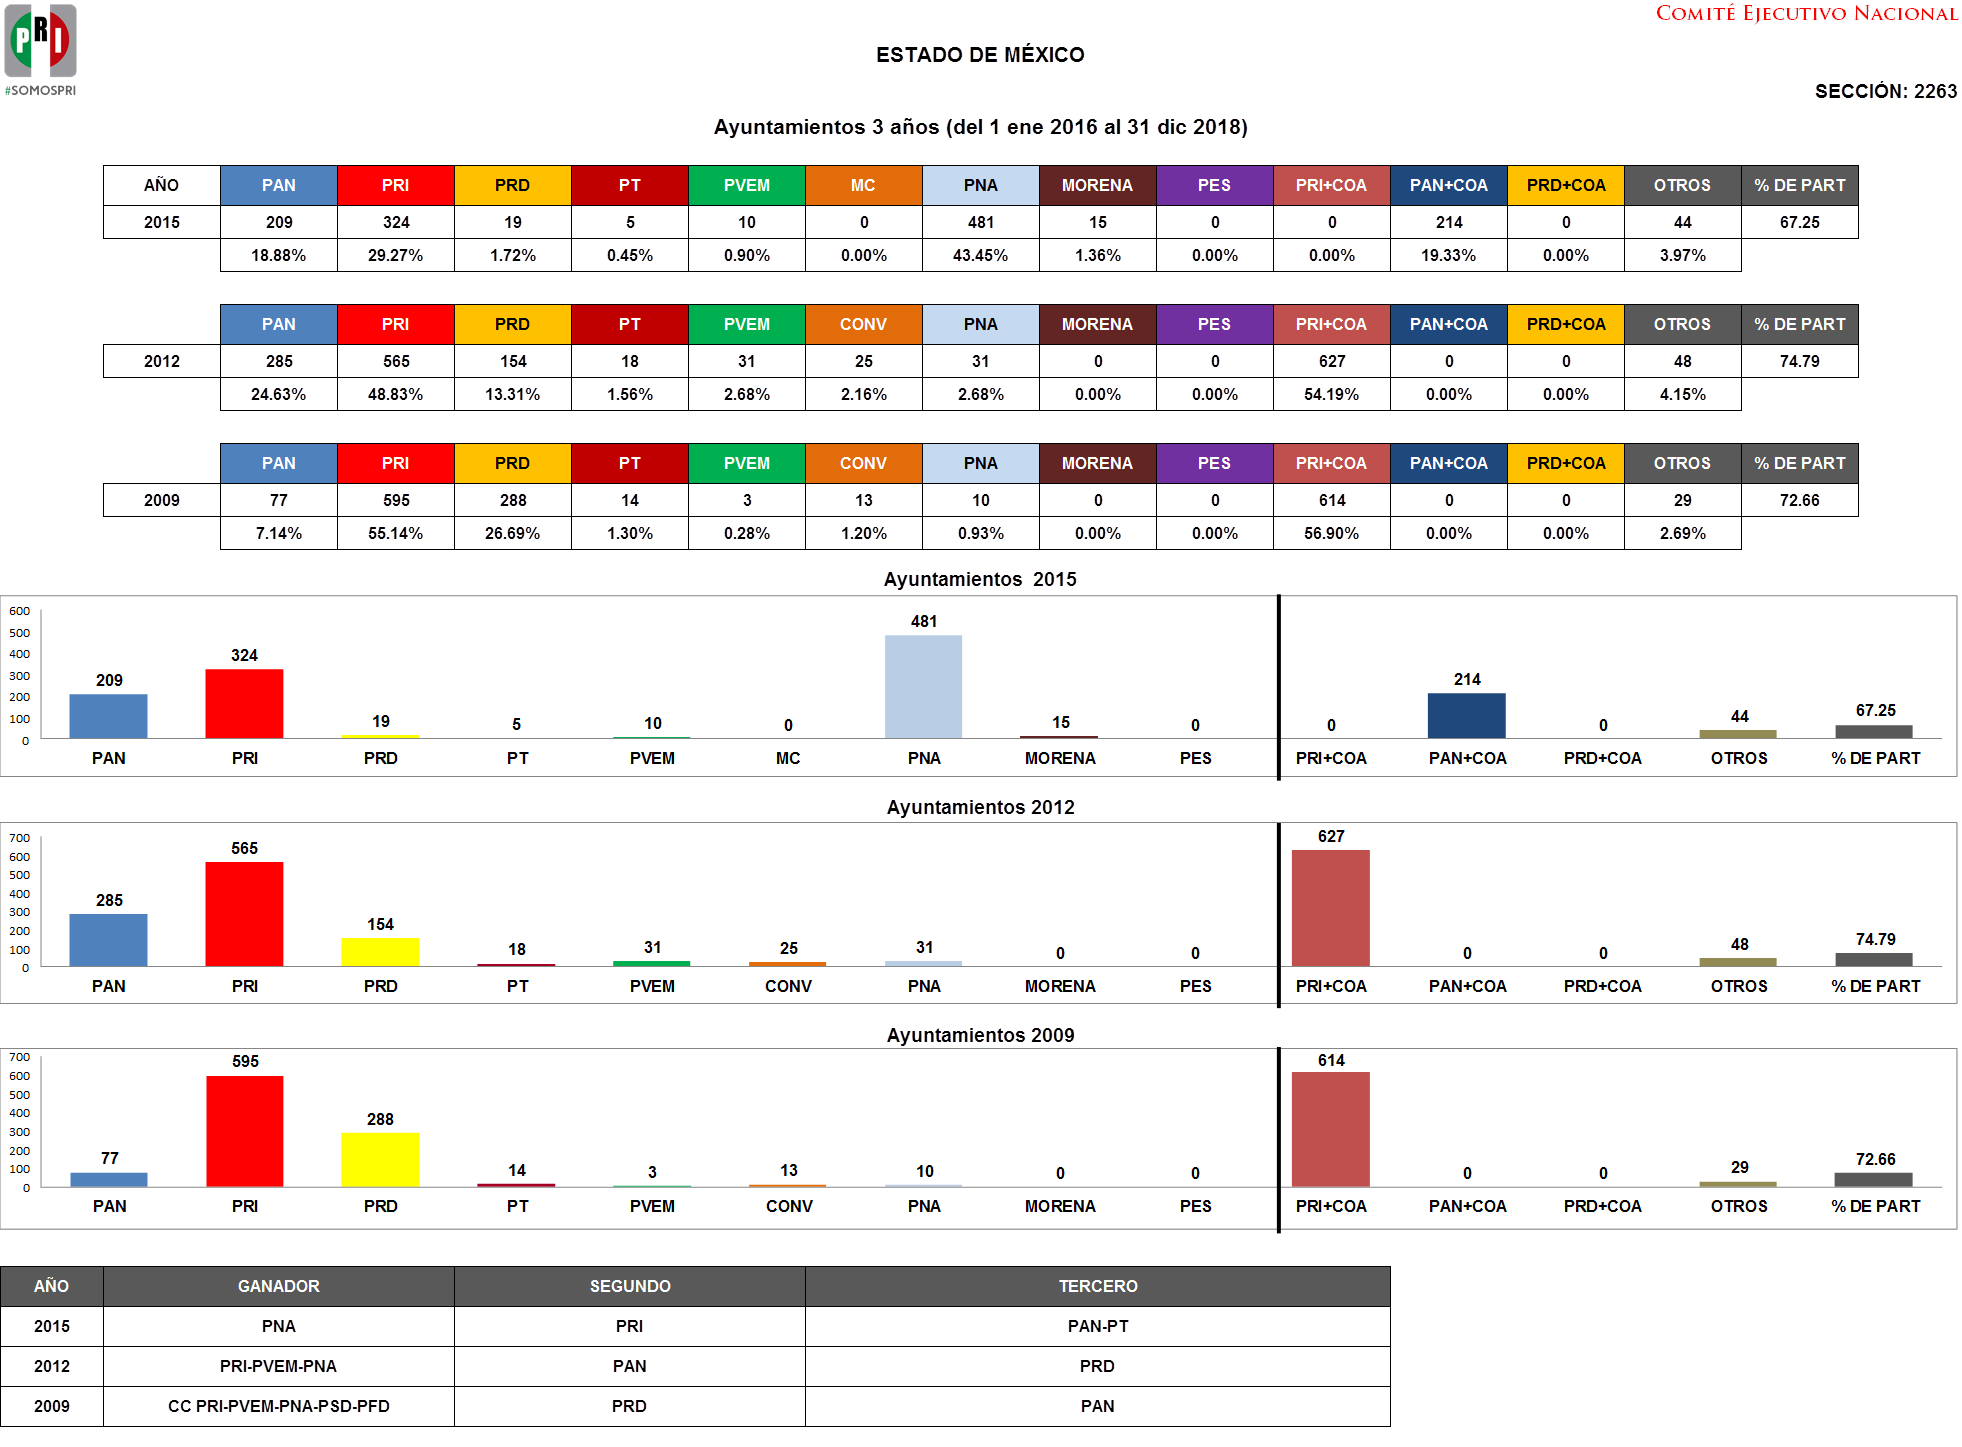 PRI
#SOMOSPRI
COMITÉ EJECUTIVO NACIONAL
ESTADO DE MÉXICO
SECCIÓN: 2263
Ayuntamientos 3 años (del 1 ene 2016 al 31 dic 2018)
AÑO PAN PRI PRD PT PVEM MC PNA MORENA PES PRI+COA PAN+COA PRD+COA OTROS % DE PART
2015 209 324 19 5 10 0 481 15 0 0 214 0 44 67.25
18.88% 29.27% 1.72% 0.45% 0.90% 0.00% 43.45% 1.36% 0.00% 0.00% 19.33% 0.00% 3.97%
PAN PRI PRD PT PVEM CONV PNA MORENA PES PRI+COA PAN+COA PRD+COA OTROS % DE PART
2012 285 565 154 18 31 25 31 0 0 627 0 0 48 74.79
24.63% 48.83% 13.31% 1.56% 2.68% 2.16% 2.68% 0.00% 0.00% 54.19% 0.00% 0.00% 4.15%
PAN PRI PRD PT PVEM CONV PNA MORENA PES PRI+COA PAN+COA PRD+COA OTROS % DE PART
2009 77 595 288 14 3 13 10 0 0 614 0 0 29 72.66
7.14% 55.14% 26.69% 1.30% 0.28% 1.20% 0.93% 0.00% 0.00% 56.90% 0.00% 0.00% 2.69%
Ayuntamientos 2015
600
500
400
300
200
100
0
209 324 19 5 10 0 481 15 0 0 214 0 44 67.25
PAN PRI PRD PT PVEM MC PNA MORENA PES PRI+COA PAN+COA PRD+COA OTROS % DE PART
Ayuntamientos 2012
700
600
500
400
300
200
100
0
285 565 154 18 31 25 31 0 0 627 0 0 48 74.79
PAN PRI PRD PT PVEM CONV PNA MORENA PES PRI+COA PAN+COA PRD+COA OTROS % DE PART
Ayuntamientos 2009
700
600
500
400
300
200
100
0
77 595 288 14 3 13 10 0 0 614 0 0 29 72.66
PAN PRI PRD PT PVEM CONV PNA MORENA PES PRI+COA PAN+COA PRD+COA OTROS % DE PART
AÑO GANADOR SEGUNDO TERCERO
2015 PNA PRI PAN-PT
2012 PRI-PVEM-PNA PAN PRD
2009 CC PRI-PVEM-PNA-PSD-PFD PRD PAN